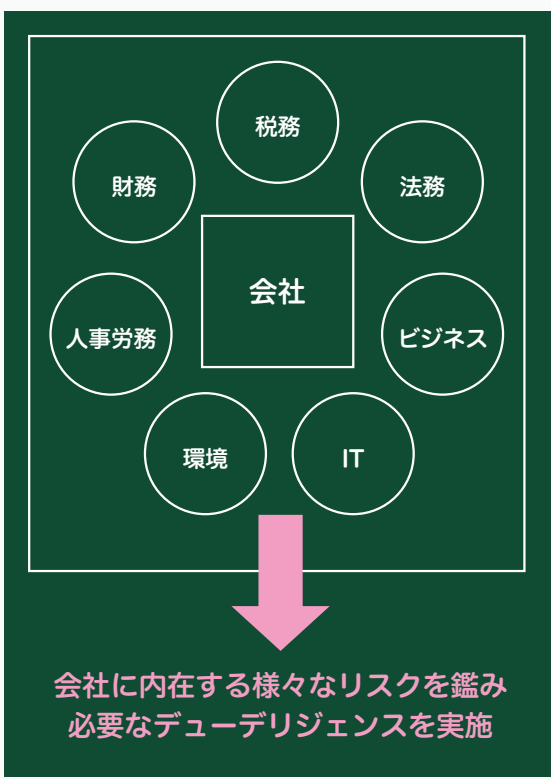 税務
財務
法務
会社
人事労務
ビジネス
環境
IT
会社に内在する様々なリスクを鑑み
必要なデューデリジェンスを実施